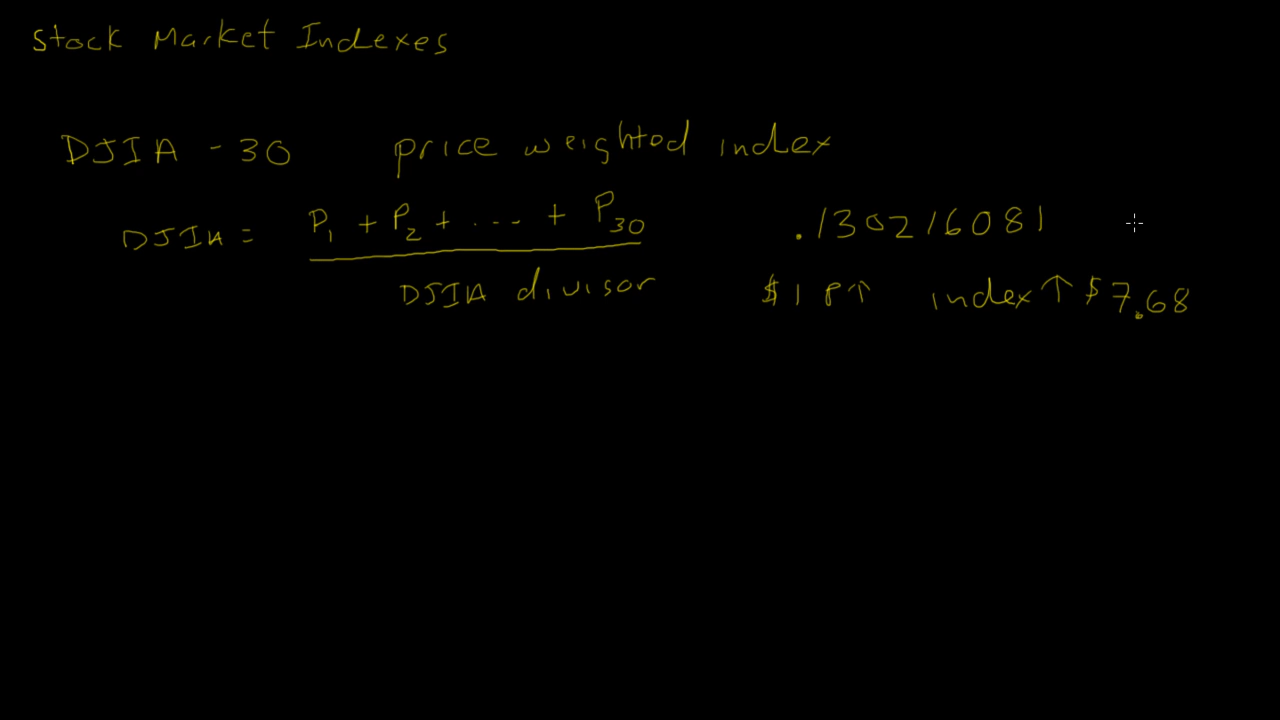 Stock Market Indexes
DJIA - 30 price weighted index
DJIA = P1 + P2 + .... + P30
.130216081
DJIA divisor
$1 P↑ index ↑ $7.68